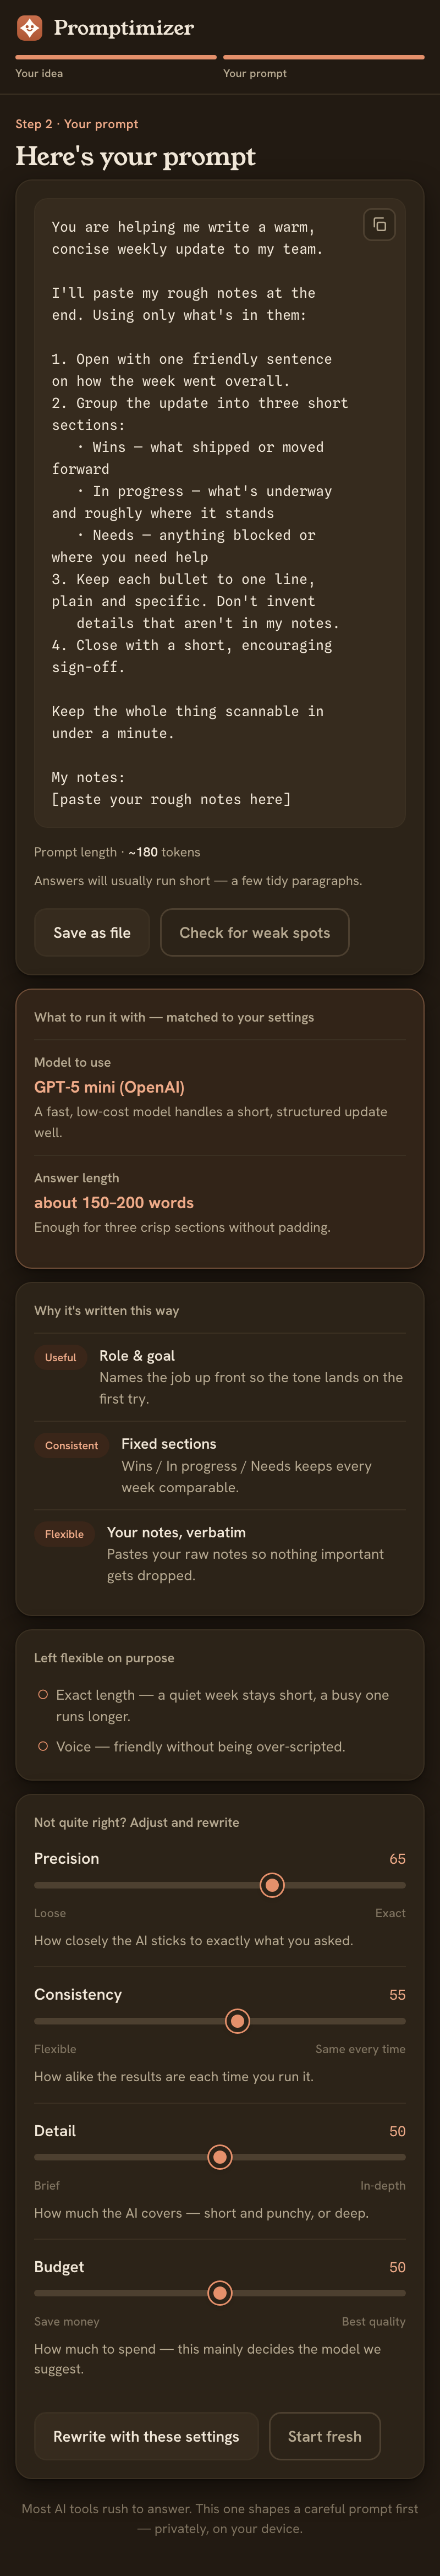 Promptimizer
Your idea
Your prompt
Step 2 · Your prompt
Here's your prompt
You are helping me write a warm,
concise weekly update to my team.
I'll paste my rough notes at the
end. Using only what's in them:
1. Open with one friendly sentence
on how the week went overall.
2. Group the update into three short
sections:
· Wins — what shipped or moved
forward
· In progress — what's underway
and roughly where it stands
· Needs — anything blocked or
where you need help
3. Keep each bullet to one line,
plain and specific. Don't invent
details that aren't in my notes.
4. Close with a short, encouraging
sign-off.
Keep the whole thing scannable in
under a minute.
My notes:
[paste your rough notes here]
Prompt length · ~180 tokens
Answers will usually run short — a few tidy paragraphs.
Save as file
Check for weak spots
What to run it with — matched to your settings
Model to use
GPT-5 mini (OpenAI)
A fast, low-cost model handles a short, structured update
well.
Answer length
about 150–200 words
Enough for three crisp sections without padding.
Why it's written this way
Useful
Role & goal
Names the job up front so the tone lands on the
first try.
Consistent
Fixed sections
Wins / In progress / Needs keeps every
week comparable.
Flexible
Your notes, verbatim
Pastes your raw notes so nothing important
gets dropped.
Left flexible on purpose
Exact length — a quiet week stays short, a busy one
runs longer.
Voice — friendly without being over-scripted.
Not quite right? Adjust and rewrite
Precision 65
Loose Exact
How closely the AI sticks to exactly what you asked.
Consistency 55
Flexible Same every time
How alike the results are each time you run it.
Detail 50
Brief In-depth
How much the AI covers — short and punchy, or deep.
Budget 50
Save money Best quality
How much to spend — this mainly decides the model we
suggest.
Rewrite with these settings
Start fresh
Most AI tools rush to answer. This one shapes a careful prompt first
— privately, on your device.